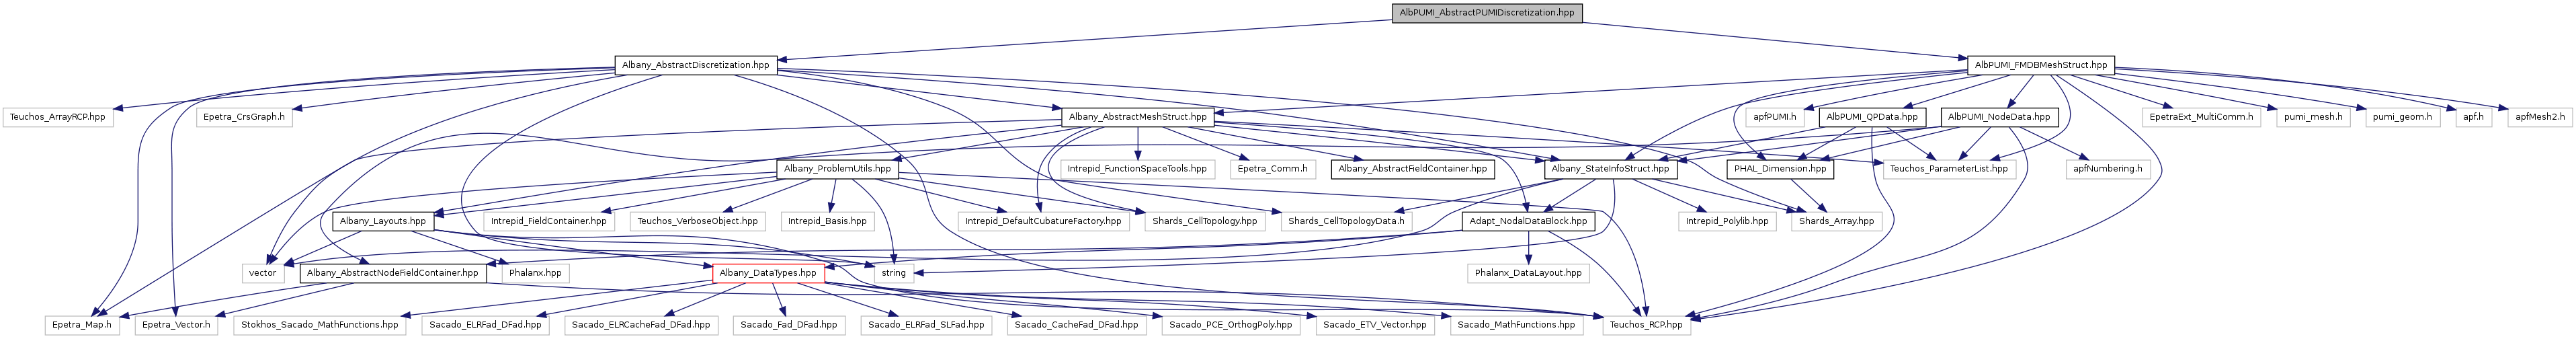 AlbPUMI_AbstractPUMIDiscretization.hpp
Albany_AbstractDiscretization.hpp
AlbPUMI_FMDBMeshStruct.hpp
Teuchos_ArrayRCP.hpp
Epetra_CrsGraph.h
Albany_AbstractMeshStruct.hpp
apfPUMI.h
AlbPUMI_QPData.hpp
AlbPUMI_NodeData.hpp
EpetraExt_MultiComm.h
pumi_mesh.h
pumi_geom.h
apf.h
apfMesh2.h
Albany_ProblemUtils.hpp
Intrepid_FunctionSpaceTools.hpp
Epetra_Comm.h
Albany_AbstractFieldContainer.hpp
Albany_StateInfoStruct.hpp
PHAL_Dimension.hpp
Teuchos_ParameterList.hpp
apfNumbering.h
Albany_Layouts.hpp
Intrepid_FieldContainer.hpp
Teuchos_VerboseObject.hpp
Intrepid_Basis.hpp
Intrepid_DefaultCubatureFactory.hpp
Shards_CellTopology.hpp
Shards_CellTopologyData.h
Adapt_NodalDataBlock.hpp
Intrepid_Polylib.hpp
Shards_Array.hpp
vector
Albany_AbstractNodeFieldContainer.hpp
Phalanx.hpp
Albany_DataTypes.hpp
string
Phalanx_DataLayout.hpp
Epetra_Map.h
Epetra_Vector.h
Stokhos_Sacado_MathFunctions.hpp
Sacado_ELRFad_DFad.hpp
Sacado_ELRCacheFad_DFad.hpp
Sacado_Fad_DFad.hpp
Sacado_ELRFad_SLFad.hpp
Sacado_CacheFad_DFad.hpp
Sacado_PCE_OrthogPoly.hpp
Sacado_ETV_Vector.hpp
Sacado_MathFunctions.hpp
Teuchos_RCP.hpp